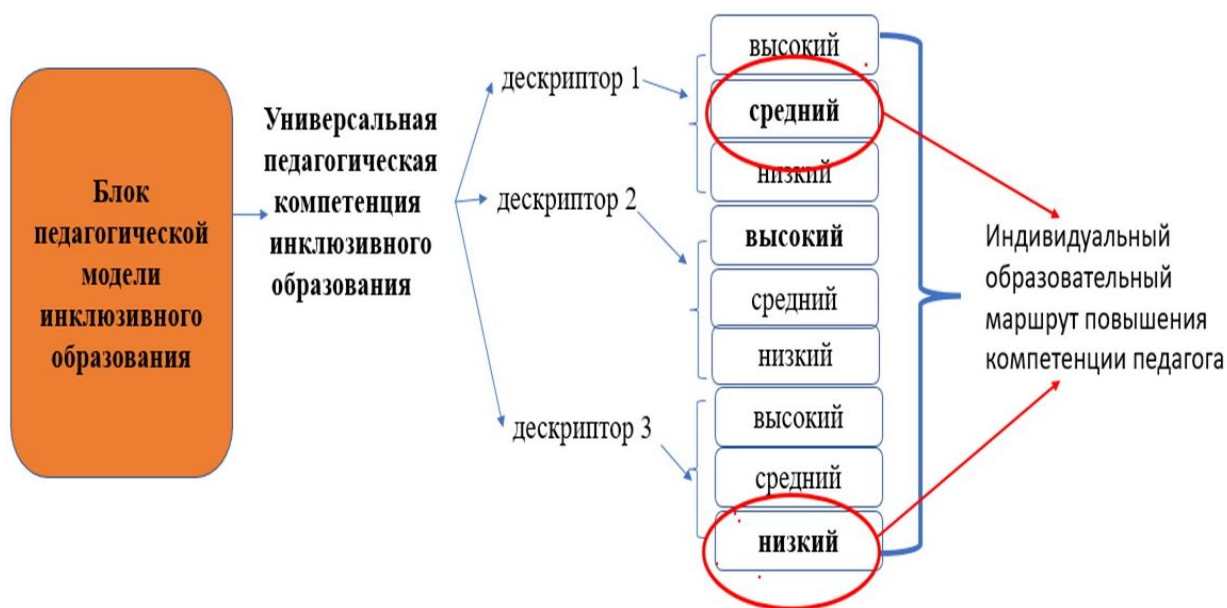 Блок
педагогической
модели
инклюзивного
образования
Универсальная
педагогическая
компетенция
инклюзивного
образования
дескриптор 1
высокий
средний
низкий
дескриптор 2
высокий
средний
низкий
дескриптор 3
высокий
средний
низкий
Индивидуальный
образовательный
маршрут повышения
компетенции педагога